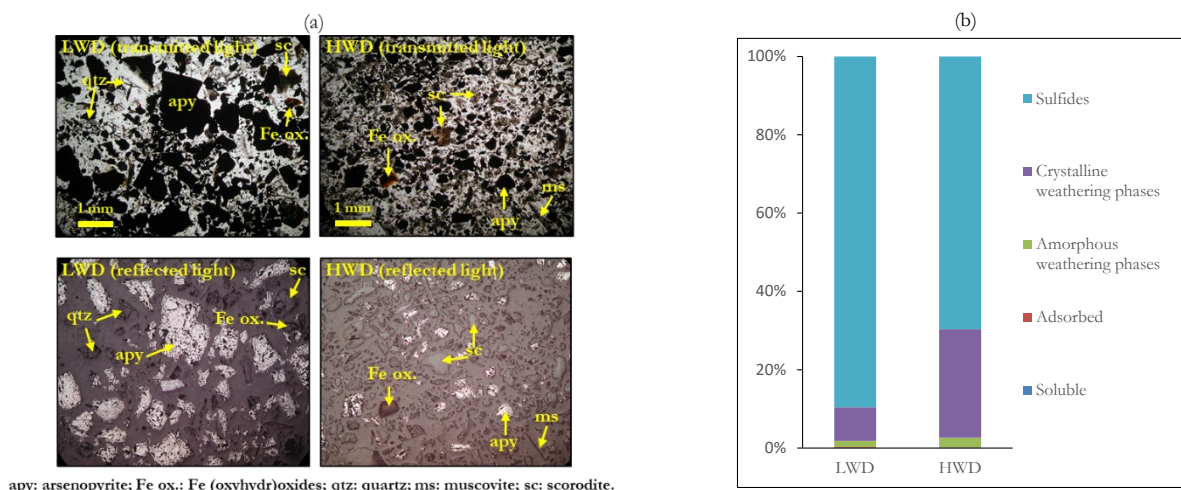 (a)
LWD (transmitted light)
sc
qtz
apy
Fe ox.
1 mm
HWD (transmitted light)
sc
Fe ox.
ms
apy
1 mm
LWD (reflected light)
sc
qtz
Fe ox.
apy
HWD (reflected light)
sc
Fe ox.
ms
apy
apy: arsenopyrite; Fe ox.: Fe (oxyhydr)oxides; qtz: quartz; ms: muscovite; sc: scorodite.
(b)
100%
80%
60%
40%
20%
0%
LWD
HWD
Sulfides
Crystalline
weathering phases
Amorphous
weathering phases
Adsorbed
Soluble